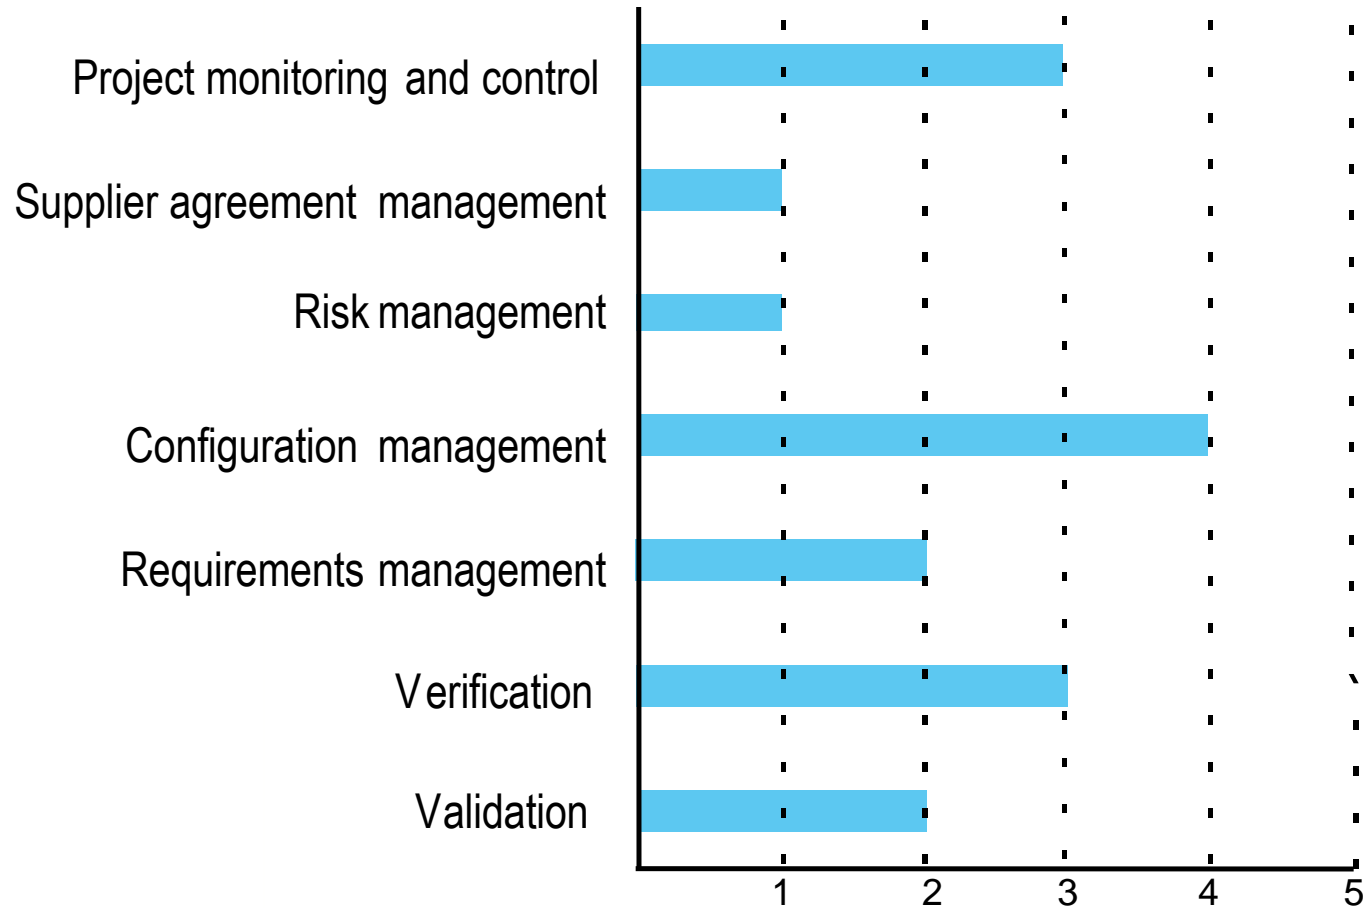 Project monitoring and control
Supplier agreement management
Risk management
Configuration management
Requirements management
Verification
Validation
1 2 3 4 5